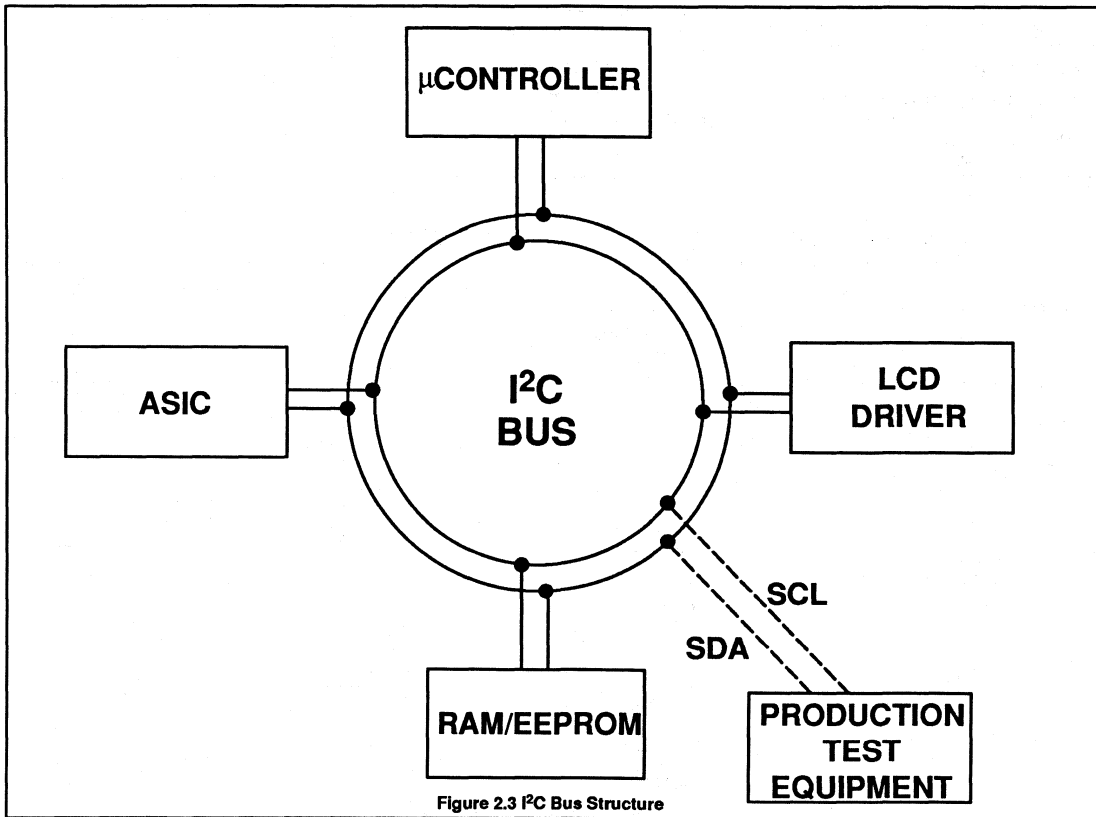 μCONTROLLER
ASIC
I²C
BUS
LCD
DRIVER
SCL
SDA
RAM/EEPROM
PRODUCTION
TEST
EQUIPMENT
Figure 2.3 I²C Bus Structure